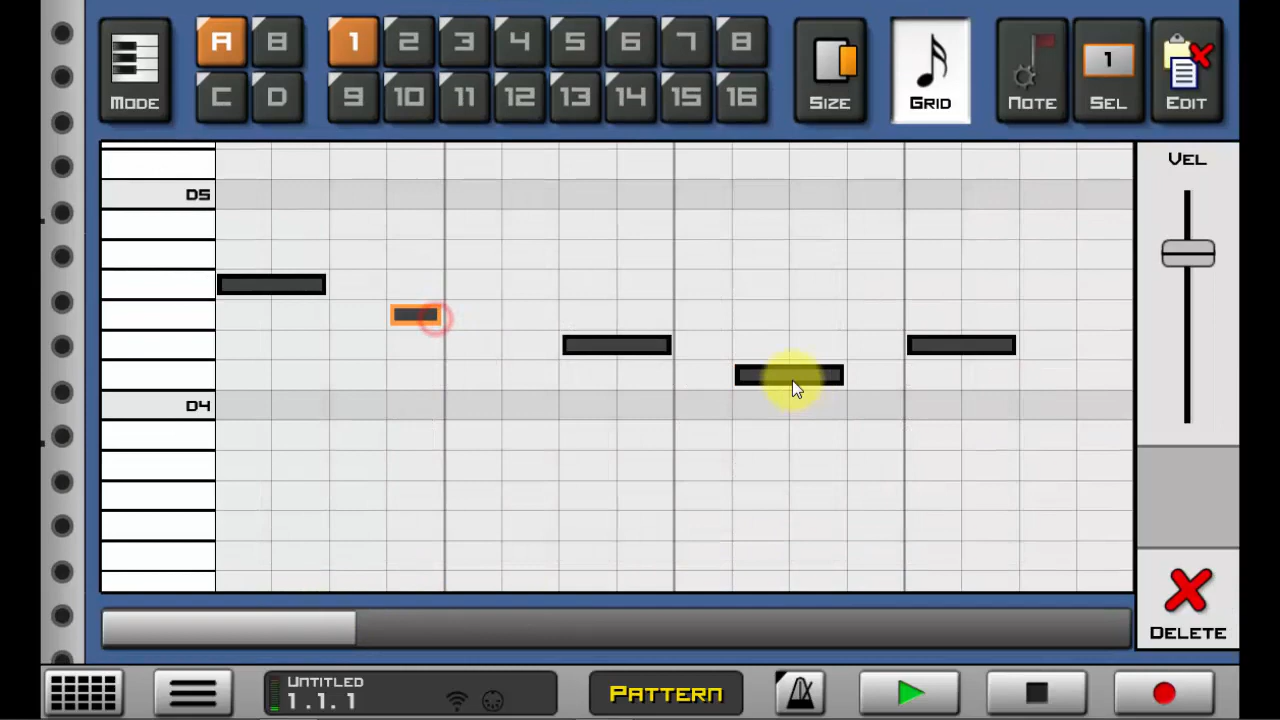 A B 1 2 3 4 5 6 7 8
C D 9 10 11 12 13 14 15 16
1
MODE SIZE GRID NOTE SEL EDIT
VEL
D5
D4
DELETE
UNTITLED
1.1.1
PATTERN